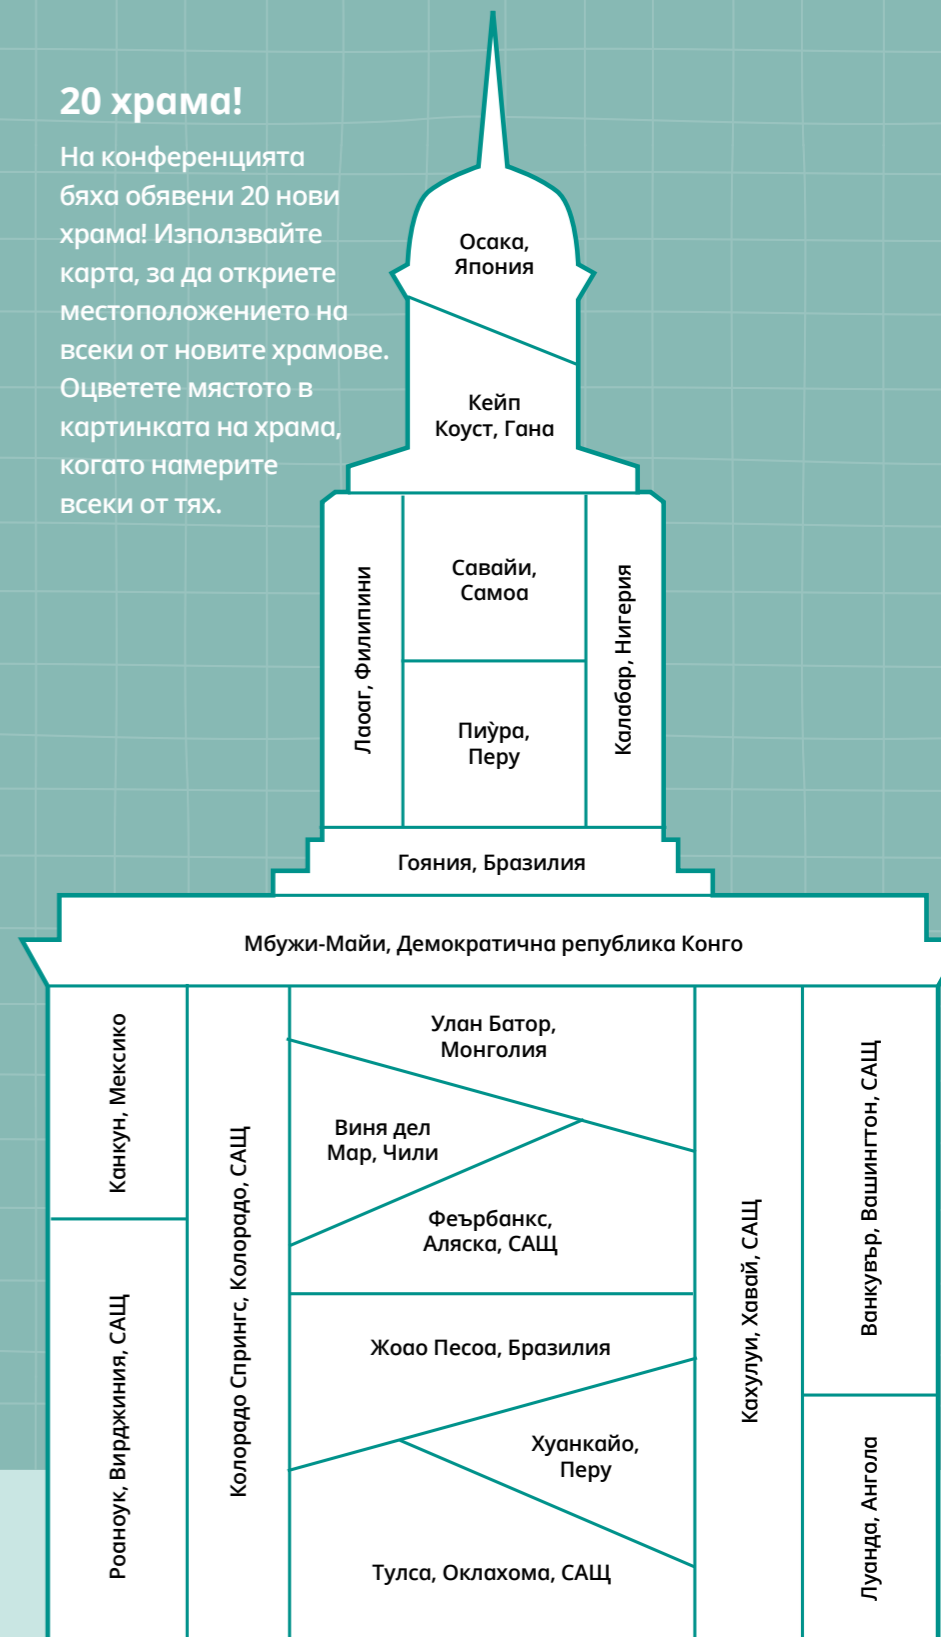 20 храма!
На конференцията
бяха обявени 20 нови
храма! Използвайте
карта, за да откриете
местоположението на
всеки от новите храмове.
Оцветете мястото в
картинката на храма,
когато намерите
всеки от тях.
Осака,
Япония
Кейп
Коуст, Гана
Лаоаг, Филипини
Савайи,
Самоа
Калабар, Нигерия
Пиу̀ра,
Перу
Гояния, Бразилия
Мбужи-Майи, Демократична република Конго
Канкун, Мексико
Роаноук, Вирджиния, САЩ
Колорадо Спрингс, Колорадо, САЩ
Улан Батор,
Монголия
Виня дел
Мар, Чили
Феърбанкс,
Аляска, САЩ
Жоао Песоа, Бразилия
Хуанкайо,
Перу
Тулса, Оклахома, САЩ
Кахулуи, Хавай, САЩ
Ванкувър, Вашингтон, САЩ
Луанда, Ангола